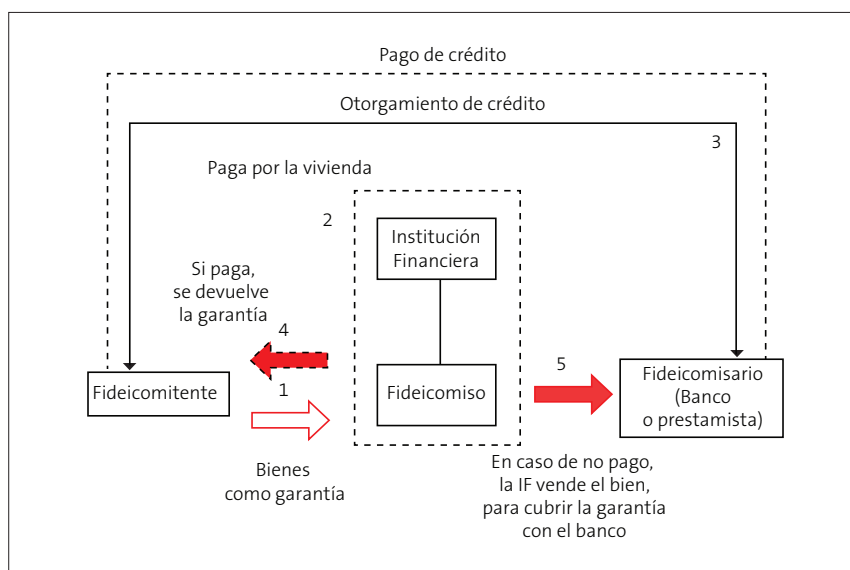 Pago de crédito
Otorgamiento de crédito
3
Paga por la vivienda
2
Institución
Financiera
Si paga,
se devuelve
la garantía
4
Fideicomitente
1
Fideicomiso
5
Fideicomisario
(Banco
o prestamista)
Bienes
como garantía
En caso de no pago,
la IF vende el bien,
para cubrir la garantía
con el banco